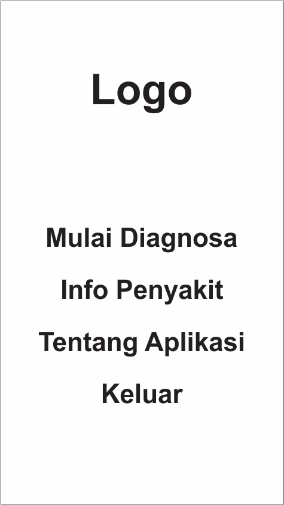 Logo
Mulai Diagnosa
Info Penyakit
Tentang Aplikasi
Keluar